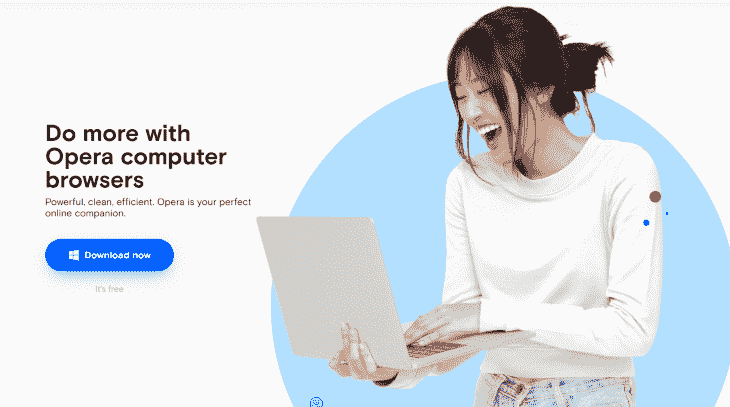 Do more with
Opera computer
browsers
Powerful, clean, efficient. Opera is your perfect
online companion.
Download now
It's free